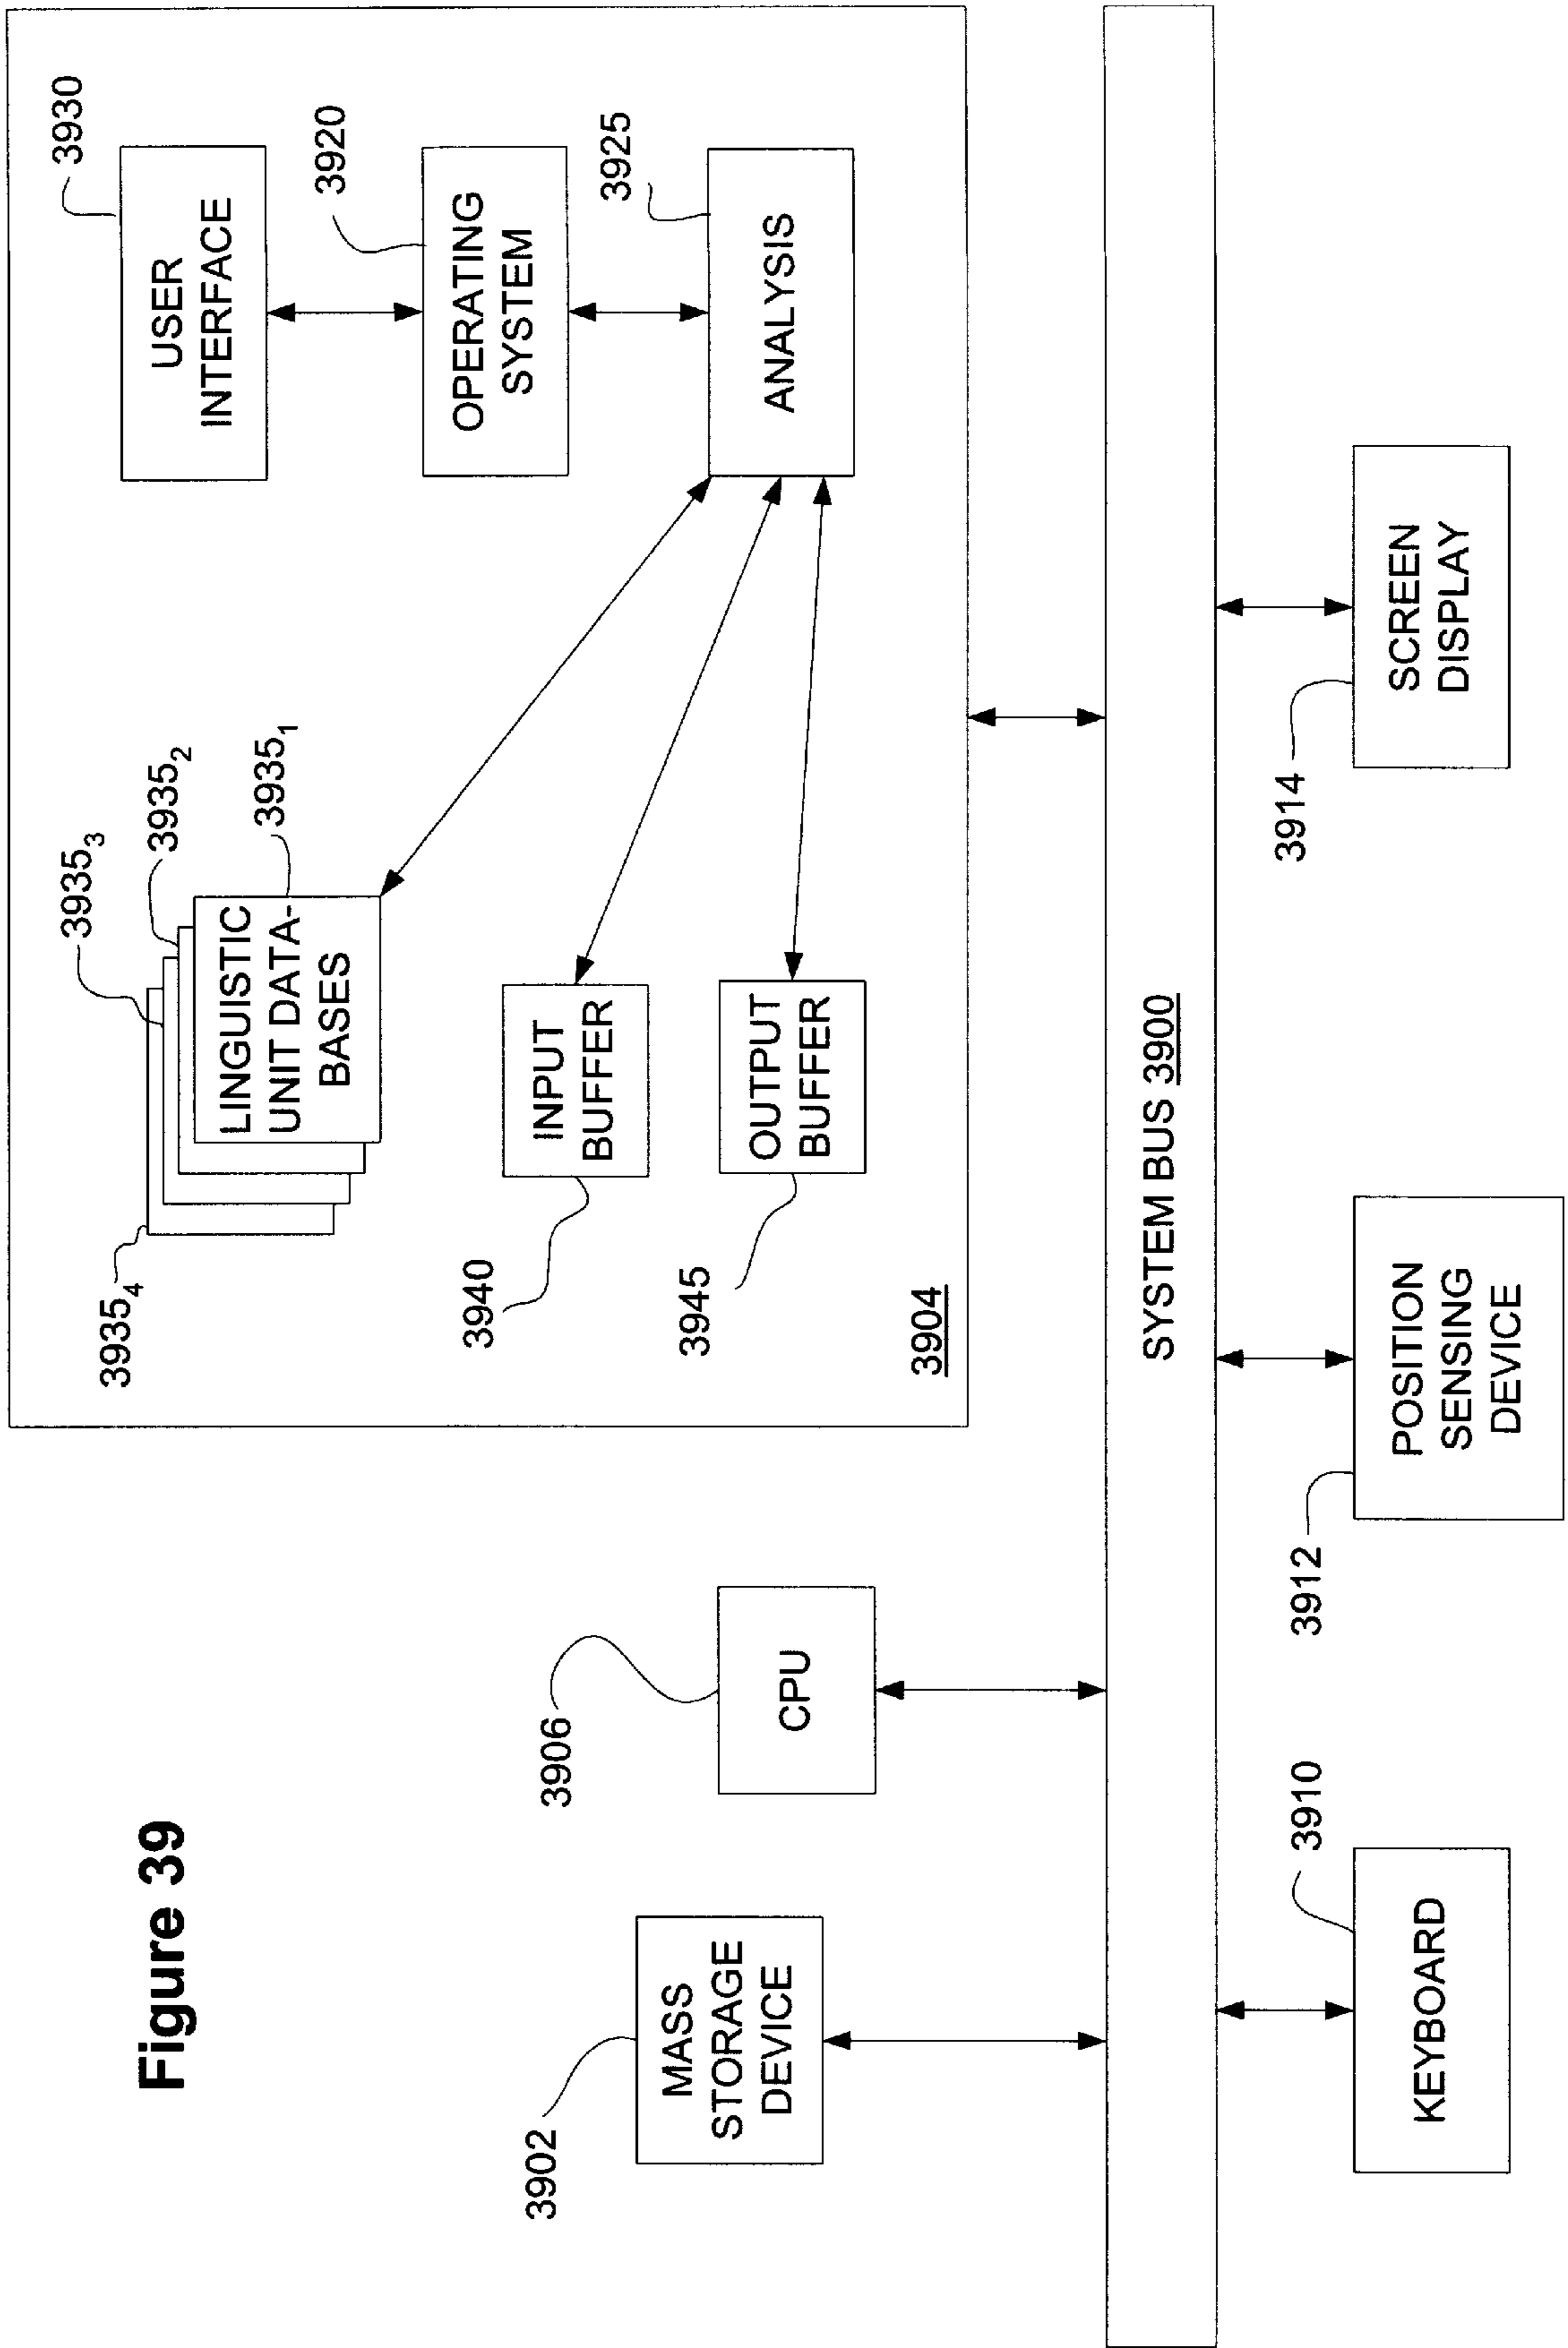 Figure 39
3930
USER
INTERFACE
3920
OPERATING
SYSTEM
3925
ANALYSIS
3935₄
3935₃
3935₂
3935₁
LINGUISTIC
UNIT DATA-
BASES
3940
INPUT
BUFFER
3945
OUTPUT
BUFFER
3904
3902
MASS
STORAGE
DEVICE
3906
CPU
SYSTEM BUS 3900
3910
KEYBOARD
3912
POSITION
SENSING
DEVICE
3914
SCREEN
DISPLAY